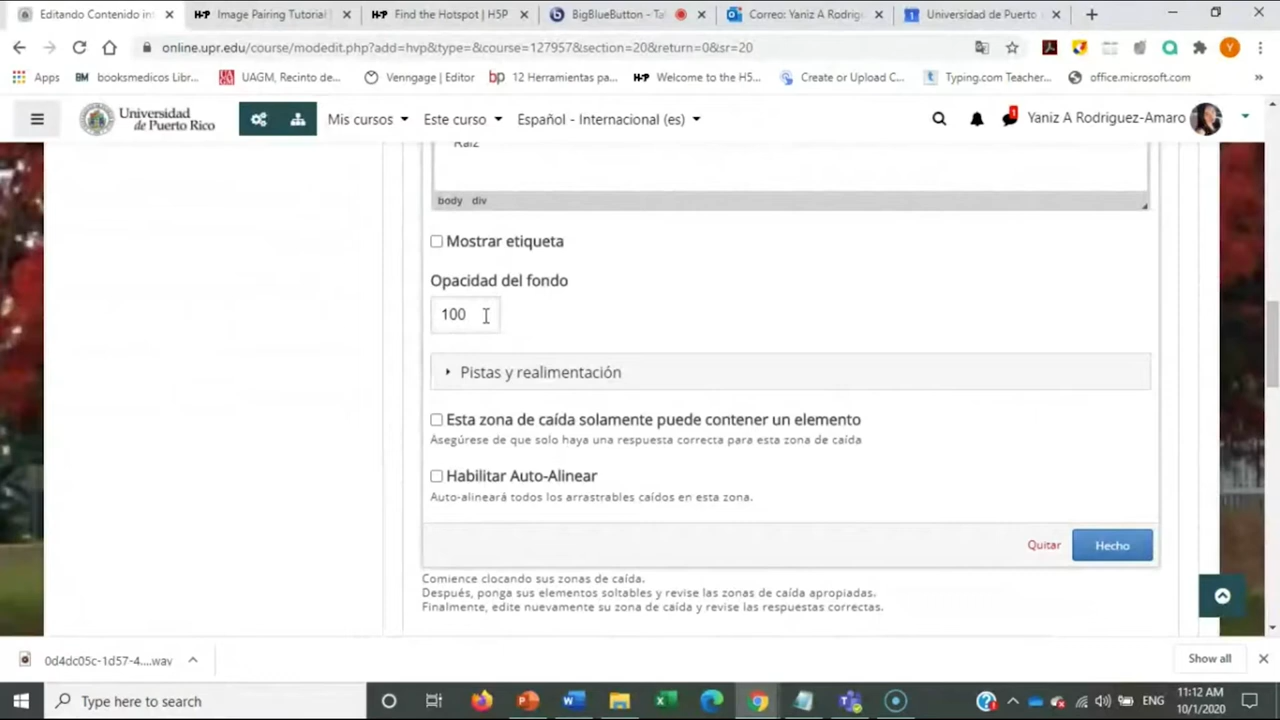 Editando Contenido in
Image Pairing Tutorial
Find the Hotspot | H5P
BigBlueButton - Ta
Correo: Yaniz A Rodrig
Universidad de Puerto
online.upr.edu/course/modedit.php?add=hvp&type=&course=127957&section=20&return=0&sr=20
Apps
booksmedicos Libr...
UAGM, Recinto de...
Venngage | Editor
12 Herramientas pa...
Welcome to the H5...
Create or Upload C...
Typing.com Teacher...
office.microsoft.com
Universidad
de Puerto Rico
Mis cursos
Este curso
Español - Internacional (es)
Yaniz A Rodriguez-Amaro
Raíz
body div
Mostrar etiqueta
Opacidad del fondo
100
Pistas y realimentación
Esta zona de caída solamente puede contener un elemento
Asegúrese de que solo haya una respuesta correcta para esta zona de caída
Habilitar Auto-Alinear
Auto-alineará todos los arrastrables caídos en esta zona.
Quitar
Hecho
Comience clocando sus zonas de caída.
Después, ponga sus elementos soltables y revise las zonas de caída apropiadas.
Finalmente, edite nuevamente su zona de caída y revise las respuestas correctas.
0d4dc05c-1d57-4....wav
Show all
Type here to search
ENG
11:12 AM
10/1/2020